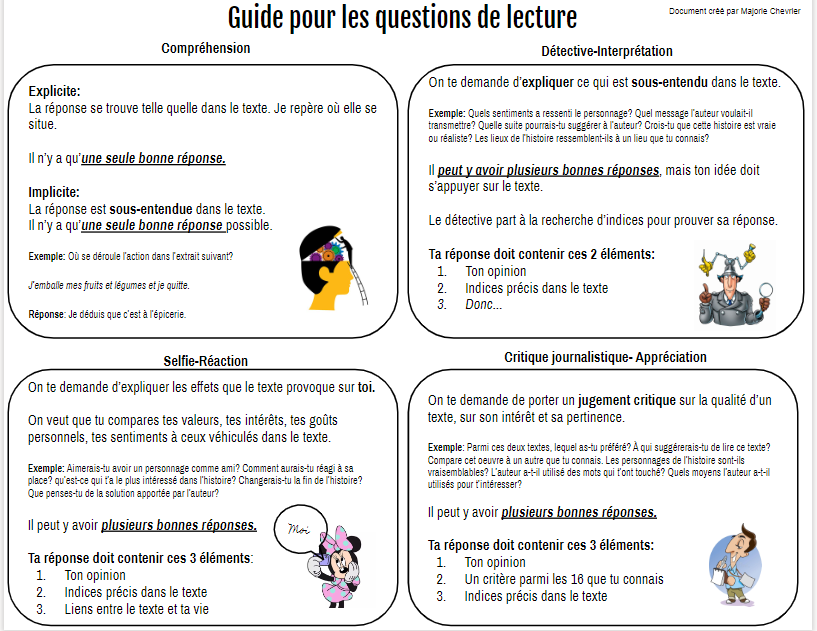 Guide pour les questions de lecture
Document créé par Majorie Chevrier
Compréhension
Explicite:
La réponse se trouve telle quelle dans le texte. Je repère où elle se
situe.
Il n'y a qu'une seule bonne réponse.
Implicite:
La réponse est sous-entendue dans le texte.
Il n'y a qu'une seule bonne réponse possible.
Exemple: Où se déroule l'action dans l'extrait suivant?
J'emballe mes fruits et légumes et je quitte.
Réponse: Je déduis que c'est à l'épicerie.
Détective-Interprétation
On te demande d'expliquer ce qui est sous-entendu dans le texte.
Exemple: Quels sentiments a ressenti le personnage? Quel message l'auteur voulait-il
transmettre? Quelle suite pourrais-tu suggérer à l'auteur? Crois-tu que cette histoire est vraie
ou réaliste? Les lieux de l'histoire ressemblent-ils à un lieu que tu connais?
Il peut y avoir plusieurs bonnes réponses, mais ton idée doit
s'appuyer sur le texte.
Le détective part à la recherche d'indices pour prouver sa réponse.
Ta réponse doit contenir ces 2 éléments:
1. Ton opinion
2. Indices précis dans le texte
3. Donc...
Selfie-Réaction
On te demande d'expliquer les effets que le texte provoque sur toi.
On veut que tu compares tes valeurs, tes intérêts, tes goûts
personnels, tes sentiments à ceux véhiculés dans le texte.
Exemple: Aimerais-tu avoir un personnage comme ami? Comment aurais-tu réagi à sa
place? qu'est-ce qui t'a le plus intéressé dans l'histoire? Changerais-tu la fin de l'histoire?
Que penses-tu de la solution apportée par l'auteur?
Il peut y avoir plusieurs bonnes réponses.
Moi
Ta réponse doit contenir ces 3 éléments:
1. Ton opinion
2. Indices précis dans le texte
3. Liens entre le texte et ta vie
Critique journalistique- Appréciation
On te demande de porter un jugement critique sur la qualité d'un
texte, sur son intérêt et sa pertinence.
Exemple: Parmi ces deux textes, lequel as-tu préféré? À qui suggérerais-tu de lire ce texte?
Compare cet oeuvre à un autre que tu connais. Les personnages de l'histoire sont-ils
vraisemblables? L'auteur a-t-il utilisé des mots qui t'ont touché? Quels moyens l'auteur a-t-il
utilisés pour t'intéresser?
Il peut y avoir plusieurs bonnes réponses.
Ta réponse doit contenir ces 3 éléments:
1. Ton opinion
2. Un critère parmi les 16 que tu connais
3. Indices précis dans le texte